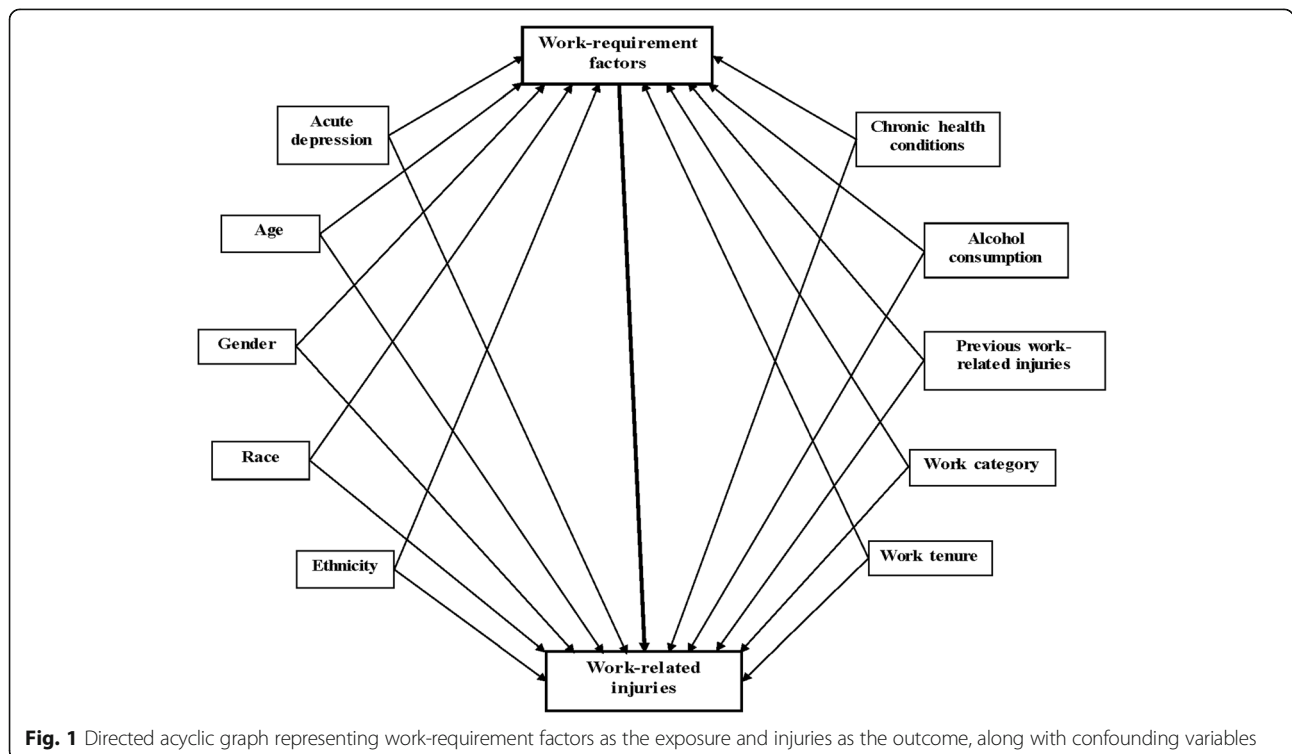 Work-requirement
factors
Acute
depression
Chronic health
conditions
Age
Alcohol
consumption
Gender
Previous work-
related injuries
Race
Work category
Ethnicity
Work tenure
Work-related
injuries
Fig. 1 Directed acyclic graph representing work-requirement factors as the exposure and injuries as the outcome, along with confounding variables